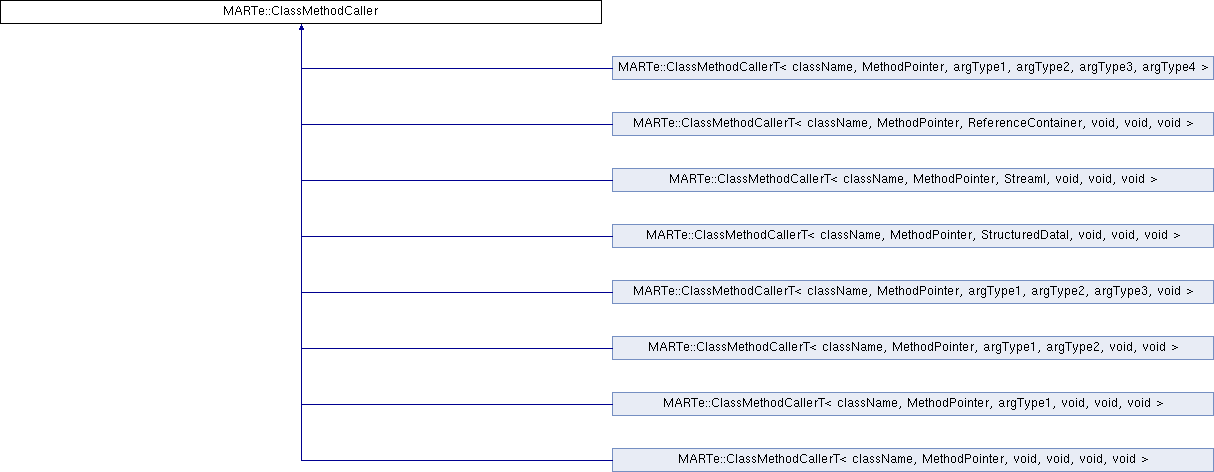 MARTe::ClassMethodCaller
MARTe::ClassMethodCallerT< className, MethodPointer, argType1, argType2, argType3, argType4 >
MARTe::ClassMethodCallerT< className, MethodPointer, ReferenceContainer, void, void, void >
MARTe::ClassMethodCallerT< className, MethodPointer, StreamI, void, void, void >
MARTe::ClassMethodCallerT< className, MethodPointer, StructuredDataI, void, void, void >
MARTe::ClassMethodCallerT< className, MethodPointer, argType1, argType2, argType3, void >
MARTe::ClassMethodCallerT< className, MethodPointer, argType1, argType2, void, void >
MARTe::ClassMethodCallerT< className, MethodPointer, argType1, void, void, void >
MARTe::ClassMethodCallerT< className, MethodPointer, void, void, void, void >